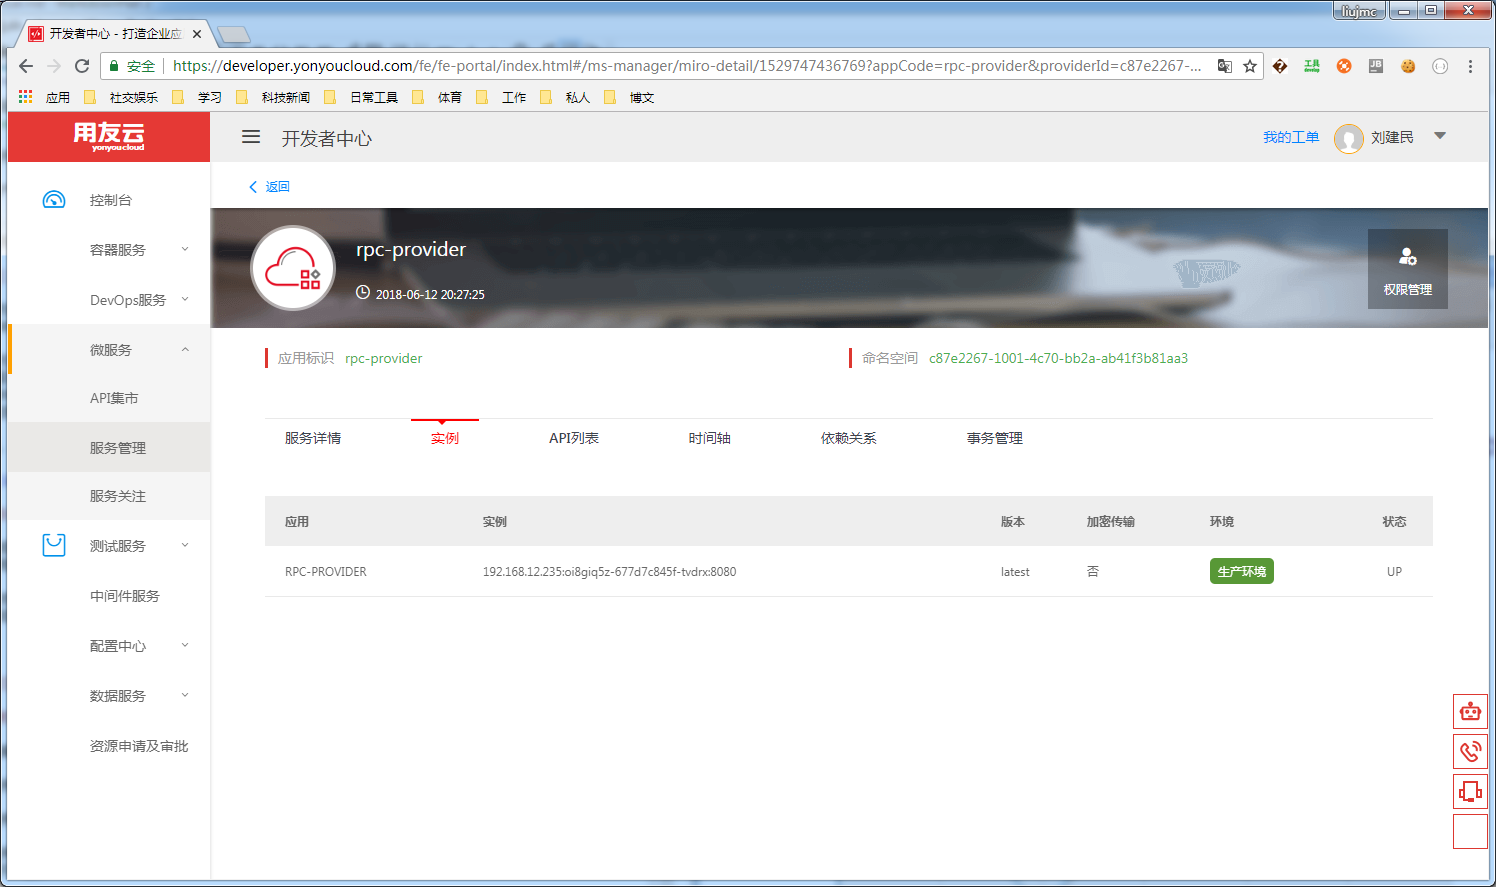 liujmc
开发者中心 - 打造企业应
安全
https://developer.yonyoucloud.com/fe/fe-portal/index.html#/ms-manager/miro-detail/1529747436769?appCode=rpc-provider&providerId=c87e2267-...
应用 社交娱乐 学习 科技新闻 日常工具 体育 工作 私人 博文
用友云
yonyoucloud
开发者中心
我的工单 刘建民
返回
控制台
容器服务
DevOps服务
微服务
API集市
服务管理
服务关注
测试服务
中间件服务
配置中心
数据服务
资源申请及审批
rpc-provider
2018-06-12 20:27:25
权限管理
应用标识 rpc-provider
命名空间 c87e2267-1001-4c70-bb2a-ab41f3b81aa3
服务详情 实例 API列表 时间轴 依赖关系 事务管理
应用 实例 版本 加密传输 环境 状态
RPC-PROVIDER 192.168.12.235:oi8giq5z-677d7c845f-tvdrx:8080 latest 否 生产环境 UP